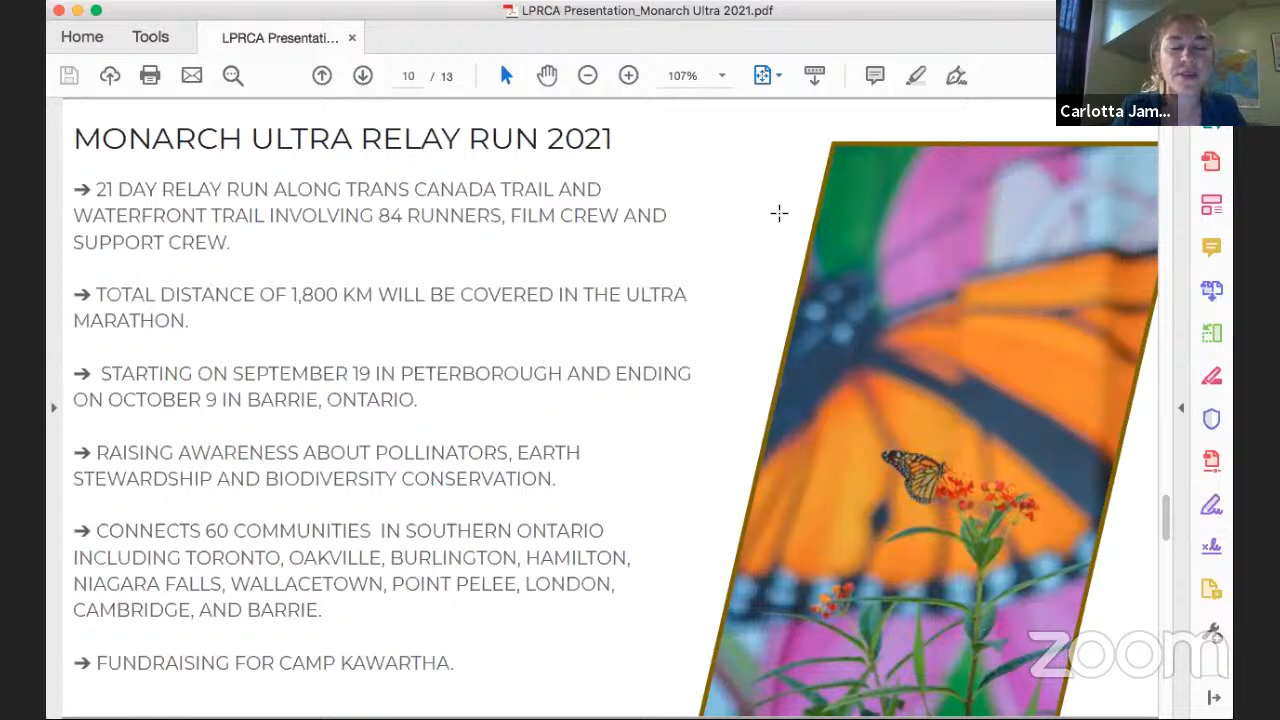 LPRCA Presentation_Monarch Ultra 2021.pdf
Home
Tools
LPRCA Presentati... ×
10 / 13
107%
Carlotta Jam...
MONARCH ULTRA RELAY RUN 2021
➔ 21 DAY RELAY RUN ALONG TRANS CANADA TRAIL AND
WATERFRONT TRAIL INVOLVING 84 RUNNERS, FILM CREW AND
SUPPORT CREW.
➔ TOTAL DISTANCE OF 1,800 KM WILL BE COVERED IN THE ULTRA
MARATHON.
➔ STARTING ON SEPTEMBER 19 IN PETERBOROUGH AND ENDING
ON OCTOBER 9 IN BARRIE, ONTARIO.
➔ RAISING AWARENESS ABOUT POLLINATORS, EARTH
STEWARDSHIP AND BIODIVERSITY CONSERVATION.
➔ CONNECTS 60 COMMUNITIES IN SOUTHERN ONTARIO
INCLUDING TORONTO, OAKVILLE, BURLINGTON, HAMILTON,
NIAGARA FALLS, WALLACETOWN, POINT PELEE, LONDON,
CAMBRIDGE, AND BARRIE.
➔ FUNDRAISING FOR CAMP KAWARTHA.
zoom